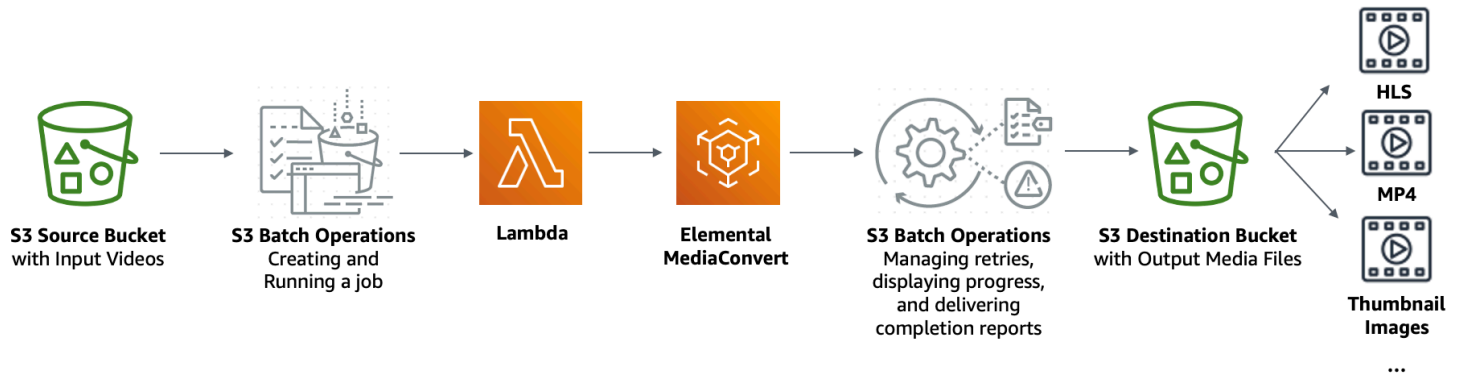 S3 Source Bucket
with Input Videos
S3 Batch Operations
Creating and
Running a job
Lambda
Elemental
MediaConvert
S3 Batch Operations
Managing retries,
displaying progress,
and delivering
completion reports
S3 Destination Bucket
with Output Media Files
HLS
MP4
Thumbnail
Images
...